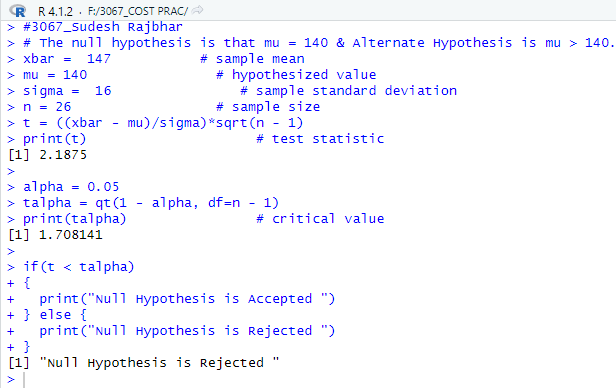 R R 4.1.2 · F:/3067_COST PRAC/
> #3067_Sudesh Rajbhar
> # The null hypothesis is that mu = 140 & Alternate Hypothesis is mu > 140.
> xbar =  147           # sample mean
> mu = 140                # hypothesized value
> sigma =  16                # sample standard deviation
> n = 26                  # sample size
> t = ((xbar - mu)/sigma)*sqrt(n - 1)
> print(t)                     # test statistic
[1] 2.1875
>
> alpha = 0.05
> talpha = qt(1 - alpha, df=n - 1)
> print(talpha)                # critical value
[1] 1.708141
>
> if(t < talpha)
+ {
+   print("Null Hypothesis is Accepted ")
+ } else {
+   print("Null Hypothesis is Rejected ")
+ }
[1] "Null Hypothesis is Rejected "
>